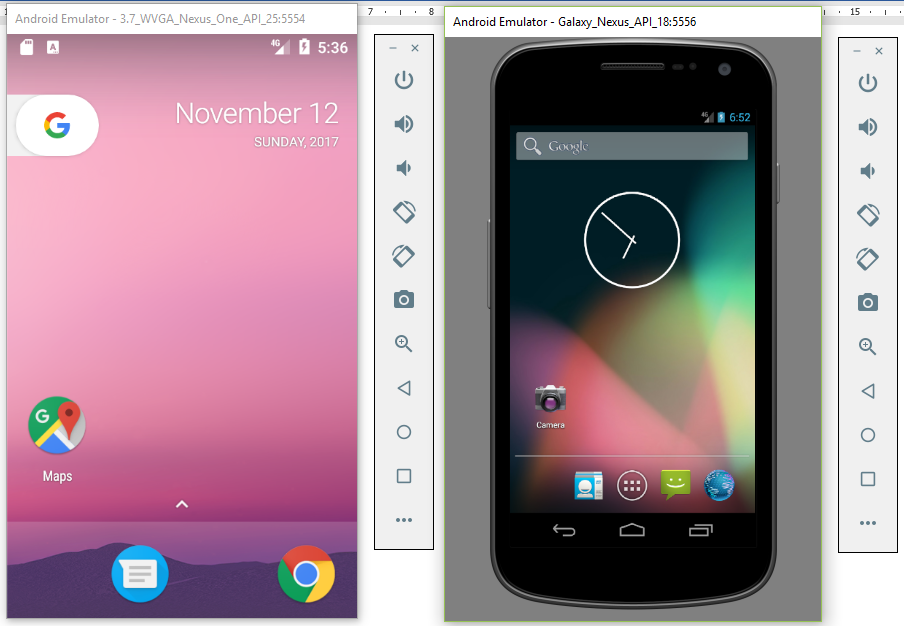 Android Emulator - 3.7_WVGA_Nexus_One_API_25:5554
7
8
15
Android Emulator - Galaxy_Nexus_API_18:5556
A
4G
5:36
G
November 12
SUNDAY, 2017
G
Maps
4G
6:52
Google
Camera